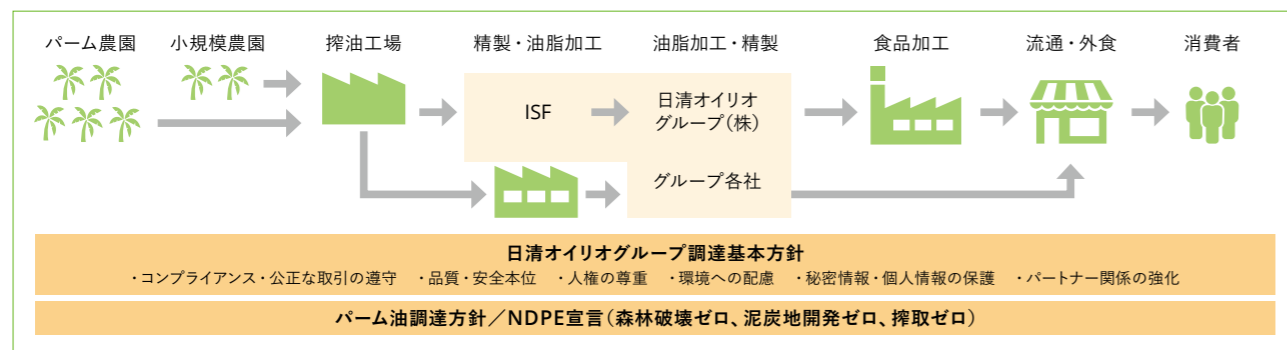 パーム農園
小規模農園
搾油工場
精製・油脂加工
油脂加工・精製
食品加工
流通・外食
消費者
ISF
日清オイリオ
グループ(株)
グループ各社
日清オイリオグループ調達基本方針
・コンプライアンス・公正な取引の遵守 ・品質・安全本位 ・人権の尊重 ・環境への配慮 ・秘密情報・個人情報の保護 ・パートナー関係の強化
パーム油調達方針/NDPE宣言(森林破壊ゼロ、泥炭地開発ゼロ、搾取ゼロ)